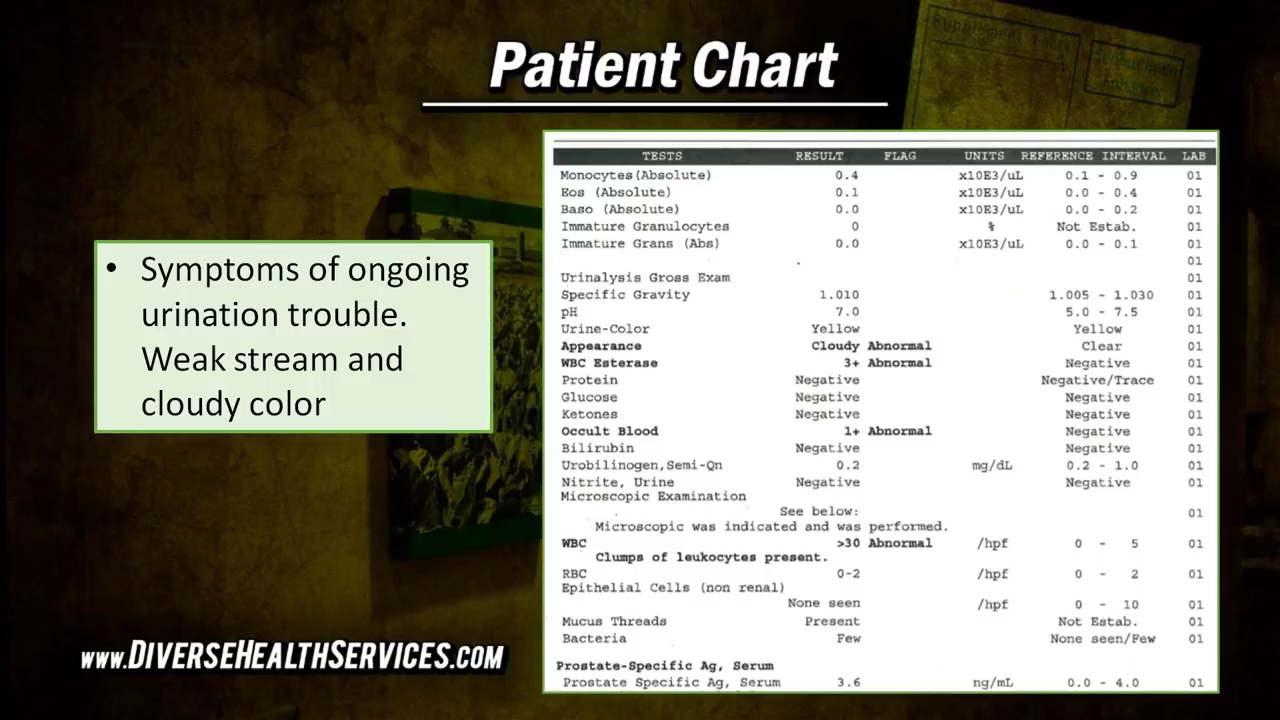 Patient Chart
• Symptoms of ongoing
urination trouble.
Weak stream and
cloudy color
TESTS RESULT FLAG UNITS REFERENCE INTERVAL LAB
Monocytes(Absolute) 0.4 x10E3/uL 0.1 - 0.9 01
Eos (Absolute) 0.1 x10E3/uL 0.0 - 0.4 01
Baso (Absolute) 0.0 x10E3/uL 0.0 - 0.2 01
Immature Granulocytes 0 % Not Estab. 01
Immature Grans (Abs) 0.0 x10E3/uL 0.0 - 0.1 01
01
Urinalysis Gross Exam 01
Specific Gravity 1.010 1.005 - 1.030 01
pH 7.0 5.0 - 7.5 01
Urine-Color Yellow Yellow 01
Appearance Cloudy Abnormal Clear 01
WBC Esterase 3+ Abnormal Negative 01
Protein Negative Negative/Trace 01
Glucose Negative Negative 01
Ketones Negative Negative 01
Occult Blood 1+ Abnormal Negative 01
Bilirubin Negative Negative 01
Urobilinogen,Semi-Qn 0.2 mg/dL 0.2 - 1.0 01
Nitrite, Urine Negative Negative 01
Microscopic Examination
See below: 01
Microscopic was indicated and was performed.
WBC >30 Abnormal /hpf 0 - 5 01
Clumps of leukocytes present.
RBC 0-2 /hpf 0 - 2 01
Epithelial Cells (non renal)
None seen /hpf 0 - 10 01
Mucus Threads Present Not Estab. 01
Bacteria Few None seen/Few 01
Prostate-Specific Ag, Serum
Prostate Specific Ag, Serum 3.6 ng/mL 0.0 - 4.0 01
www.DiverseHealthServices.com